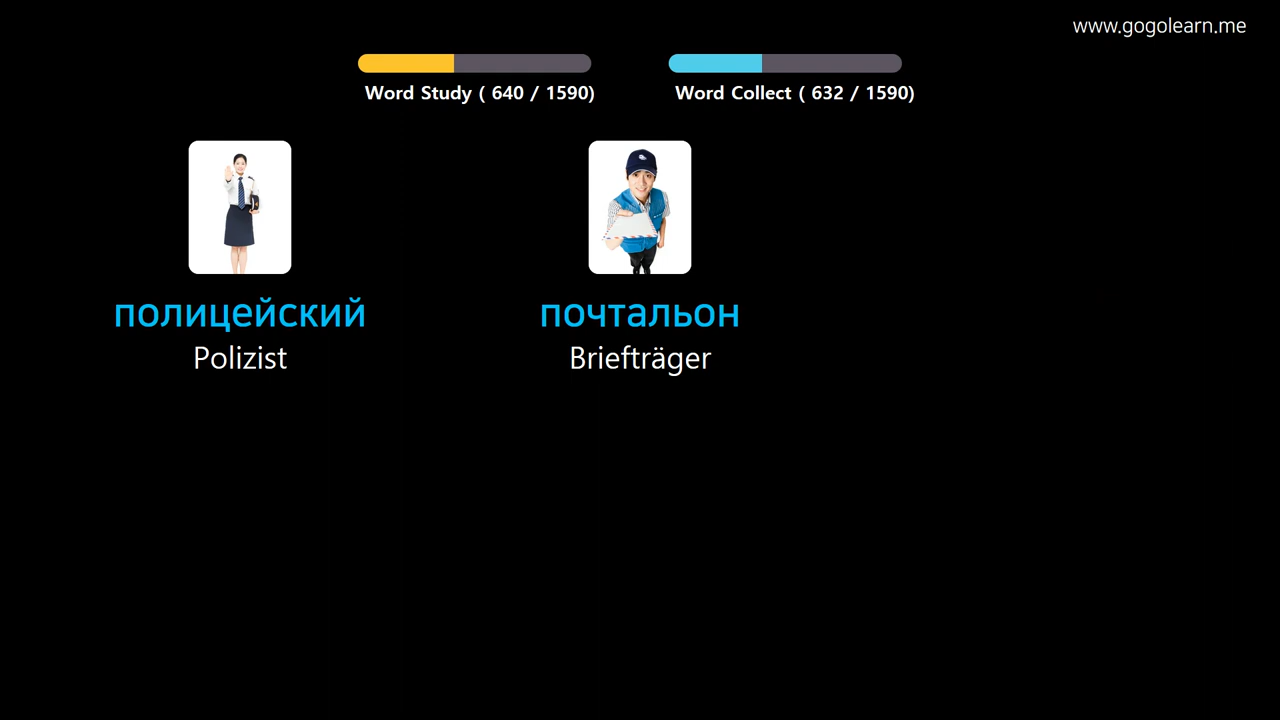 www.gogolearn.me
Word Study ( 640 / 1590)
Word Collect ( 632 / 1590)
полицейский
Polizist
почтальон
Briefträger